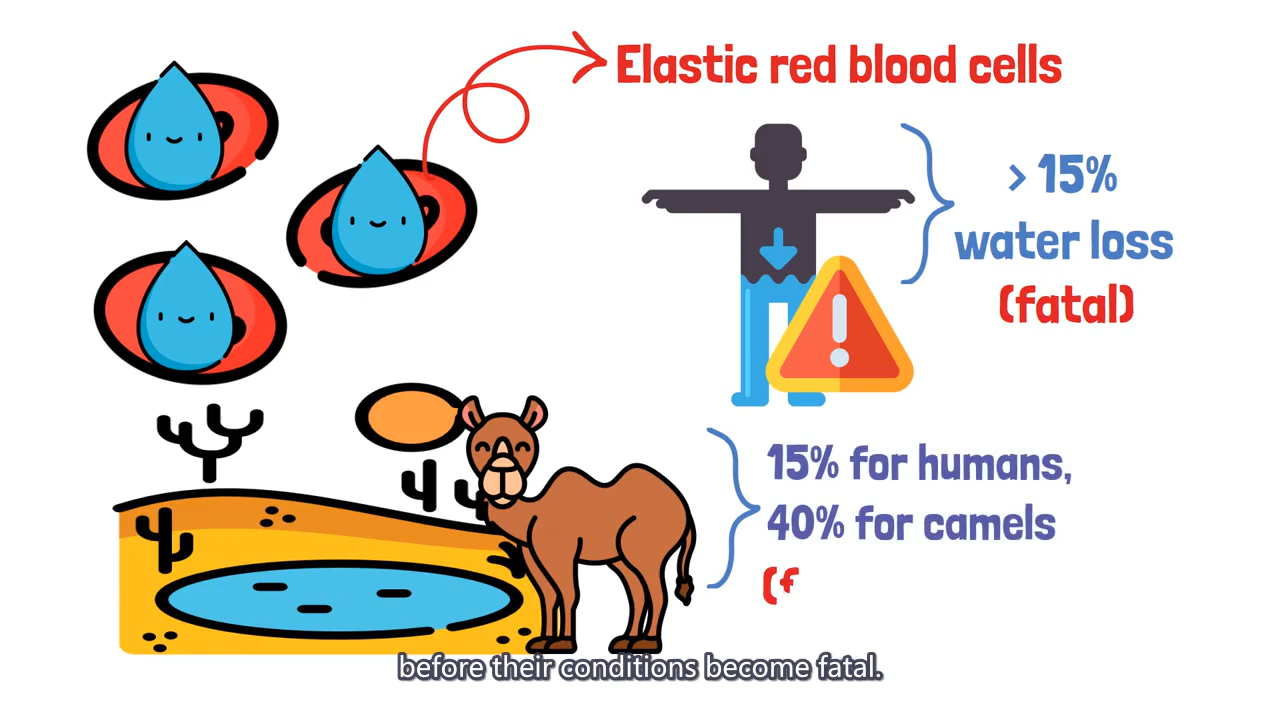 Elastic red blood cells
> 15%
water loss
(fatal)
15% for humans,
40% for camels
(f
before their conditions become fatal.